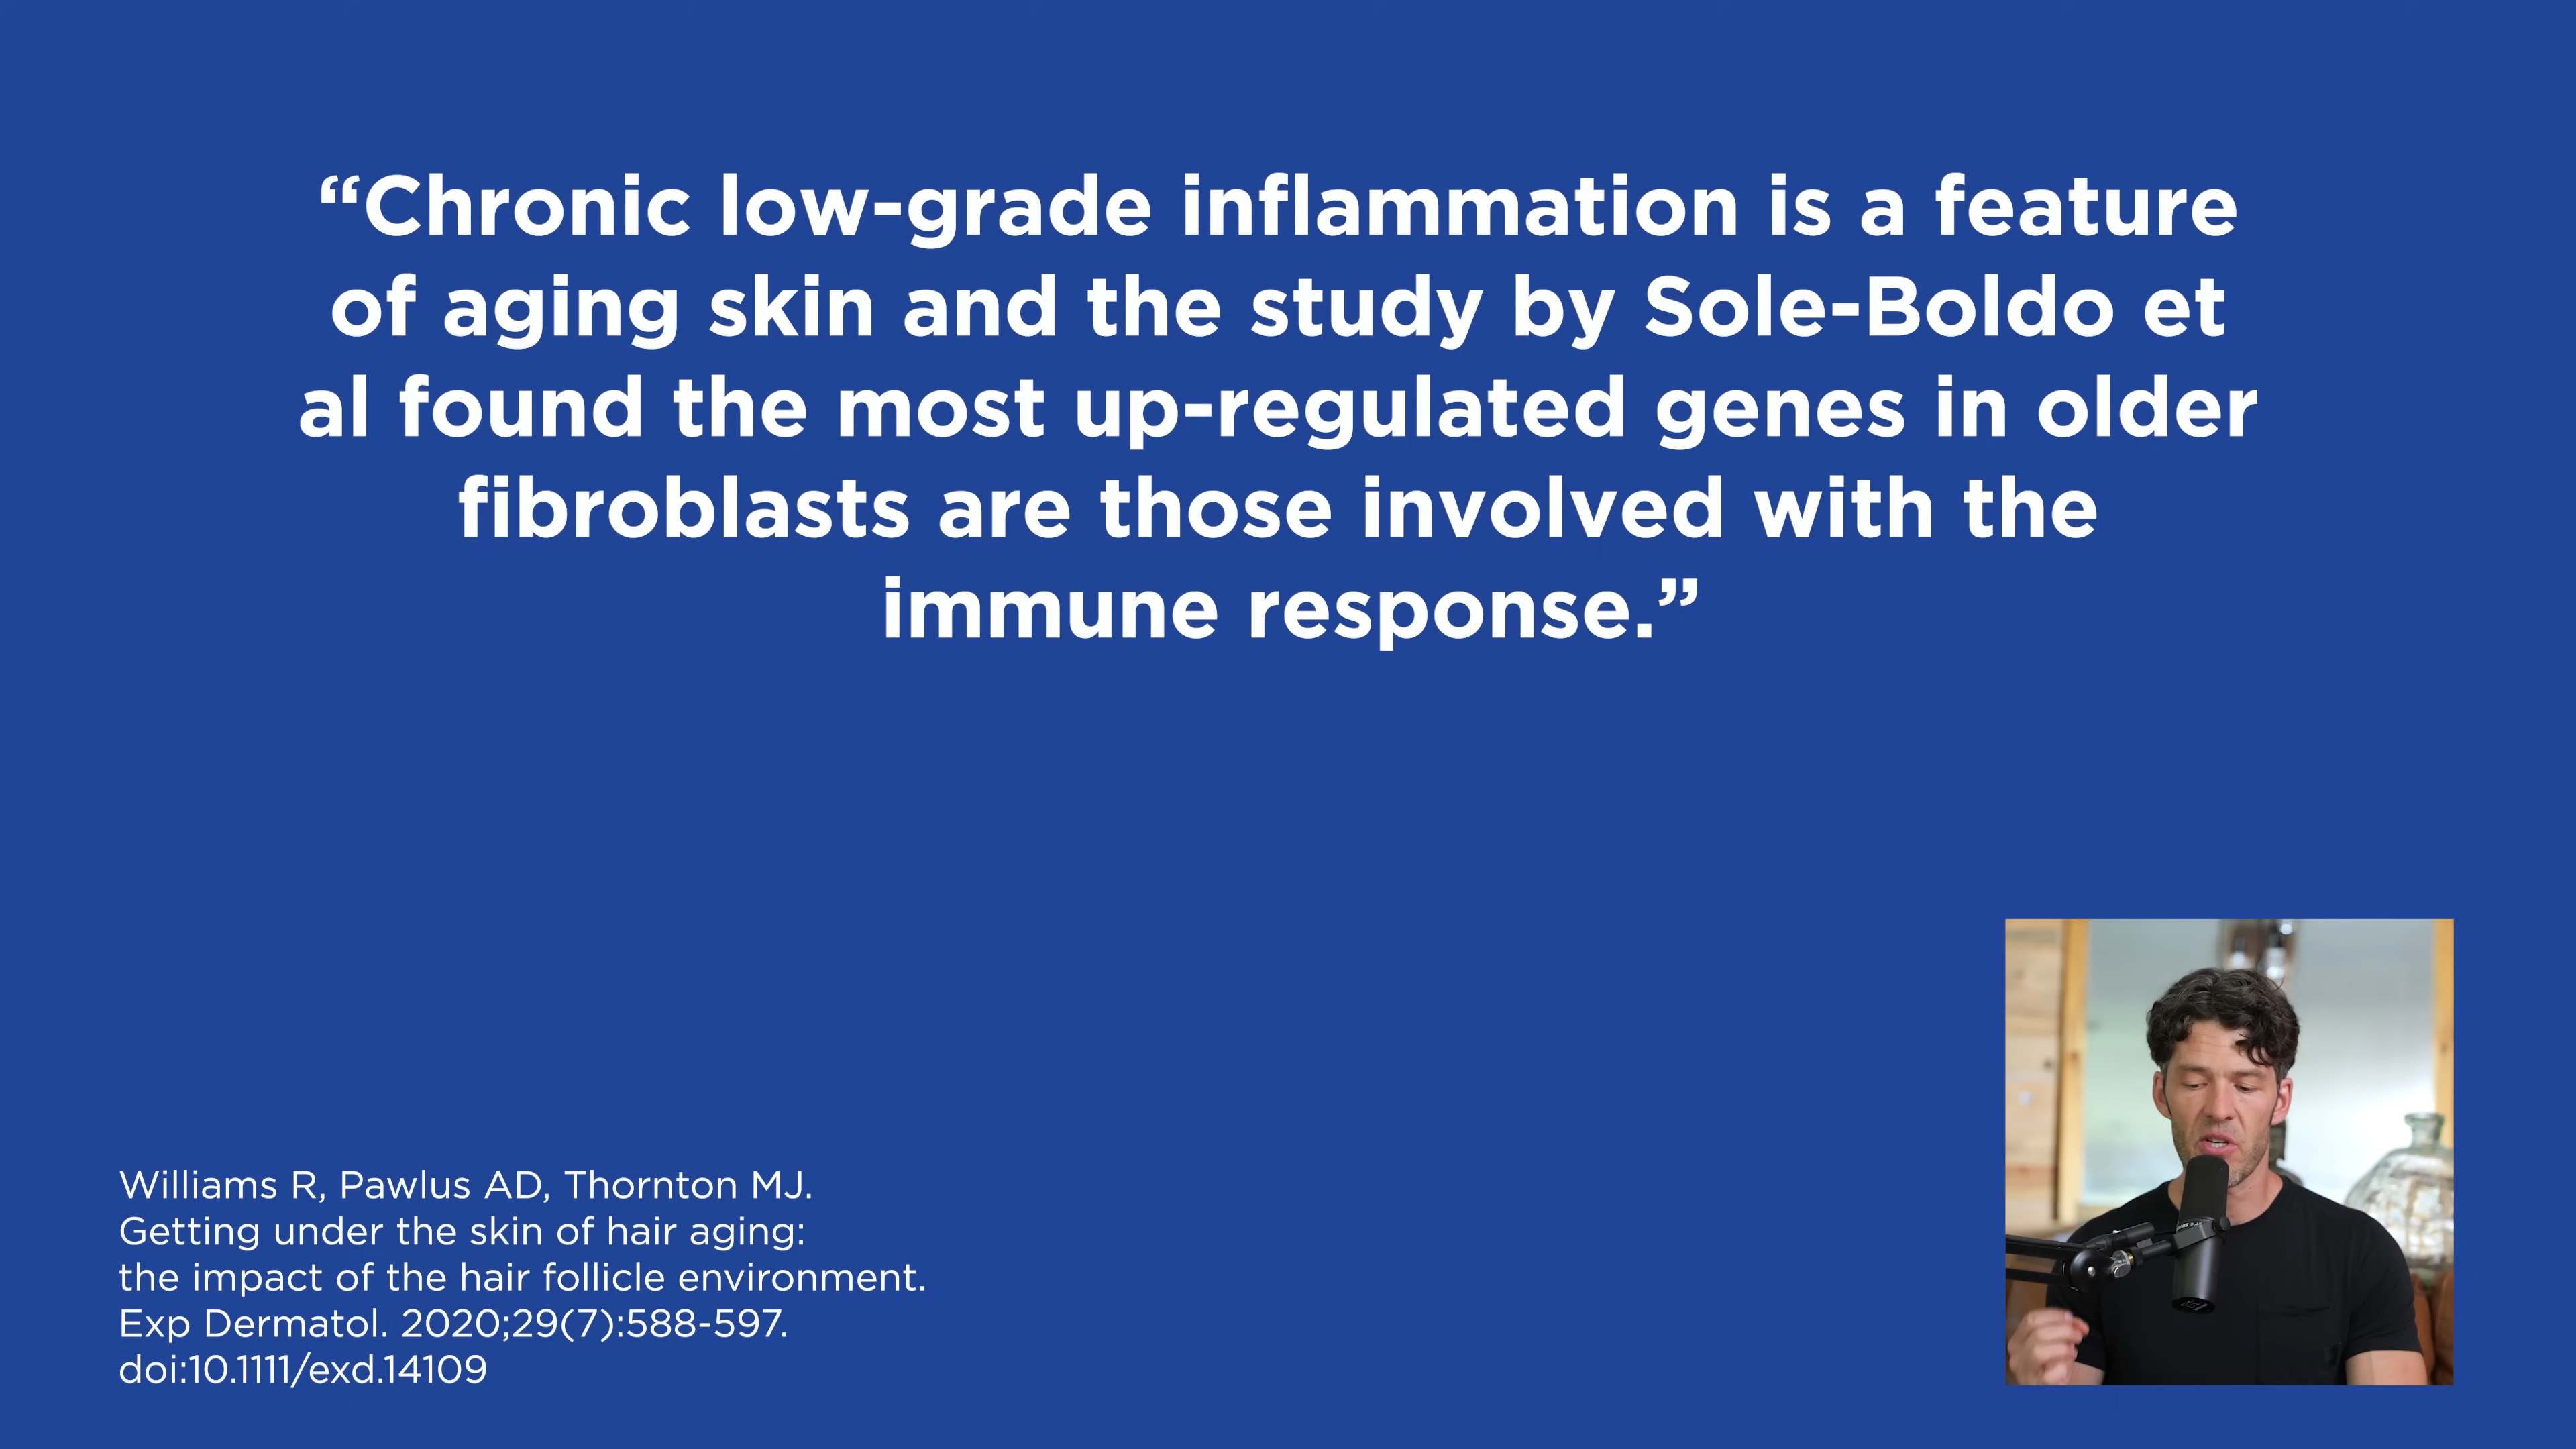 “Chronic low-grade inflammation is a feature
of aging skin and the study by Sole-Boldo et
al found the most up-regulated genes in older
fibroblasts are those involved with the
immune response.”
Williams R, Pawlus AD, Thornton MJ.
Getting under the skin of hair aging:
the impact of the hair follicle environment.
Exp Dermatol. 2020;29(7):588-597.
doi:10.1111/exd.14109